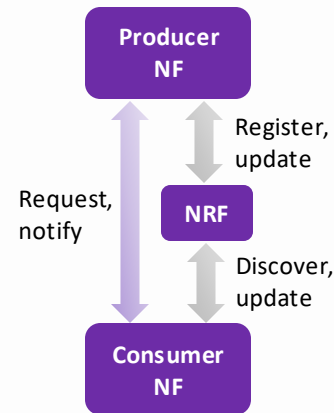 Producer
NF
Register,
update
Request,
notify
NRF
Discover,
update
Consumer
NF